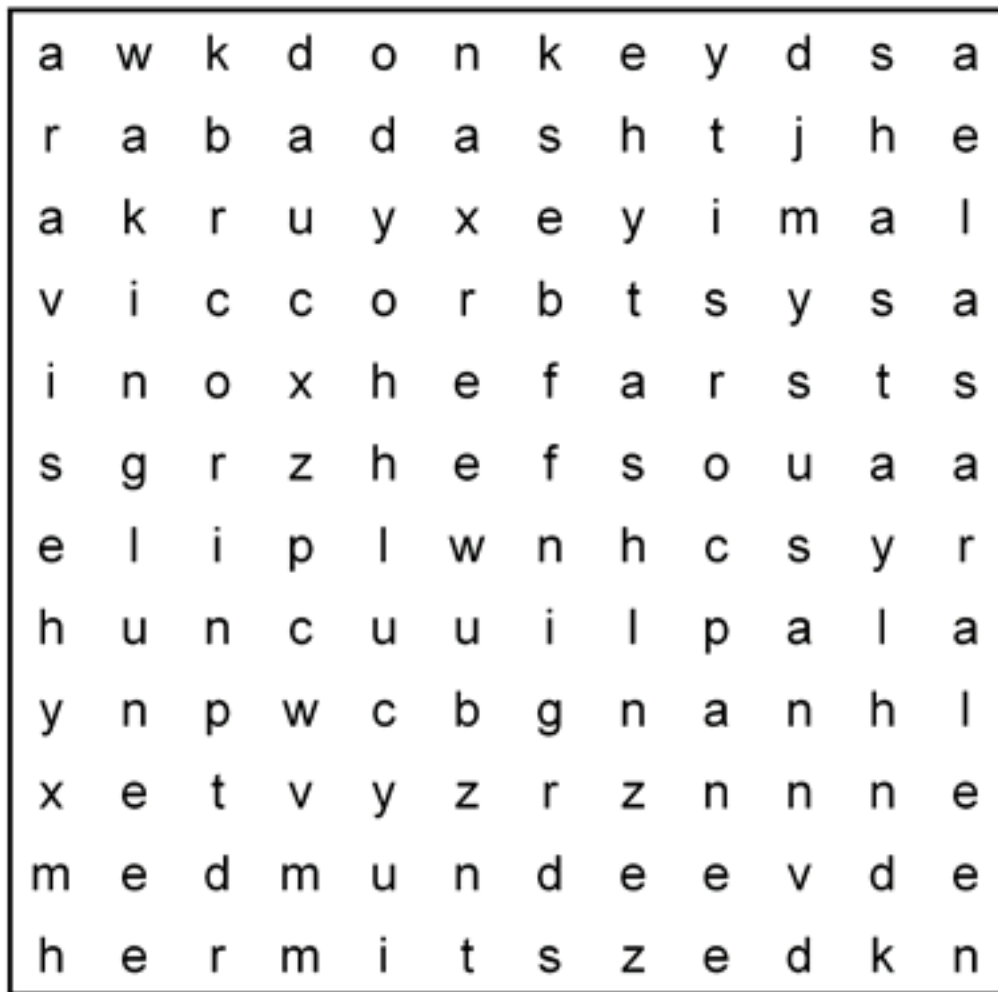 a w k d o n k e y d s a
r a b a d a s h t j h e
a k r u y x e y i m a l
v i c c o r b t s y s a
i n o x h e f a r s t s
s g r z h e f s o u a a
e l i p l w n h c s y r
h u n c u u i l p a l a
y n p w c b g n a n h l
x e t v y z r z n n n e
m e d m u n d e e v d e
h e r m i t s z e d k n